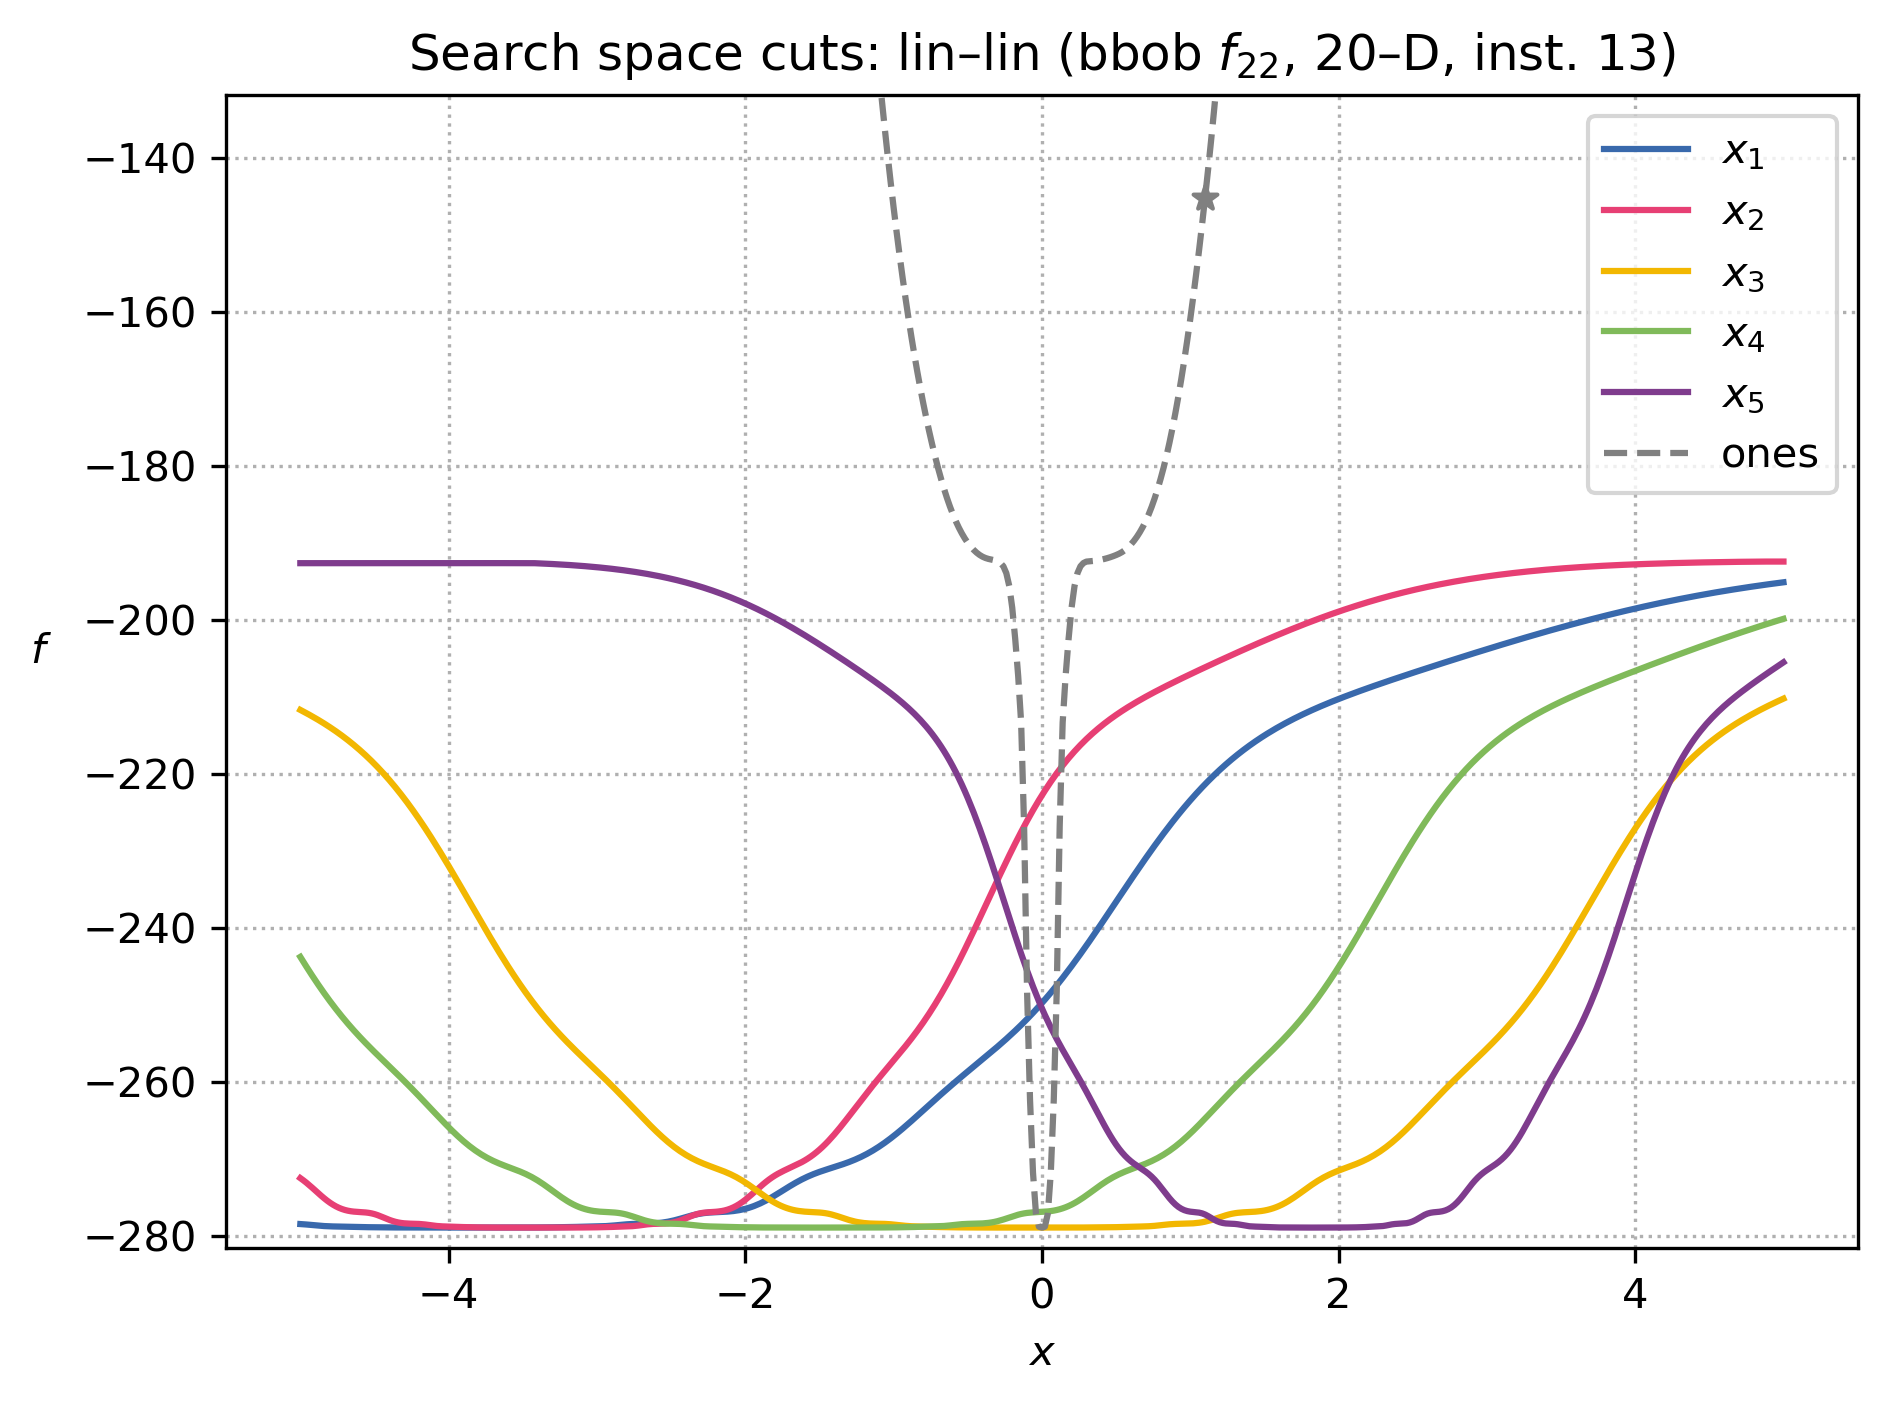 Search space cuts: lin–lin (bbob f₂₂, 20–D, inst. 13)
−140
−160
−180
−200
−220
−240
−260
−280
f
−4
−2
0
2
4
x
x₁
x₂
x₃
x₄
x₅
ones